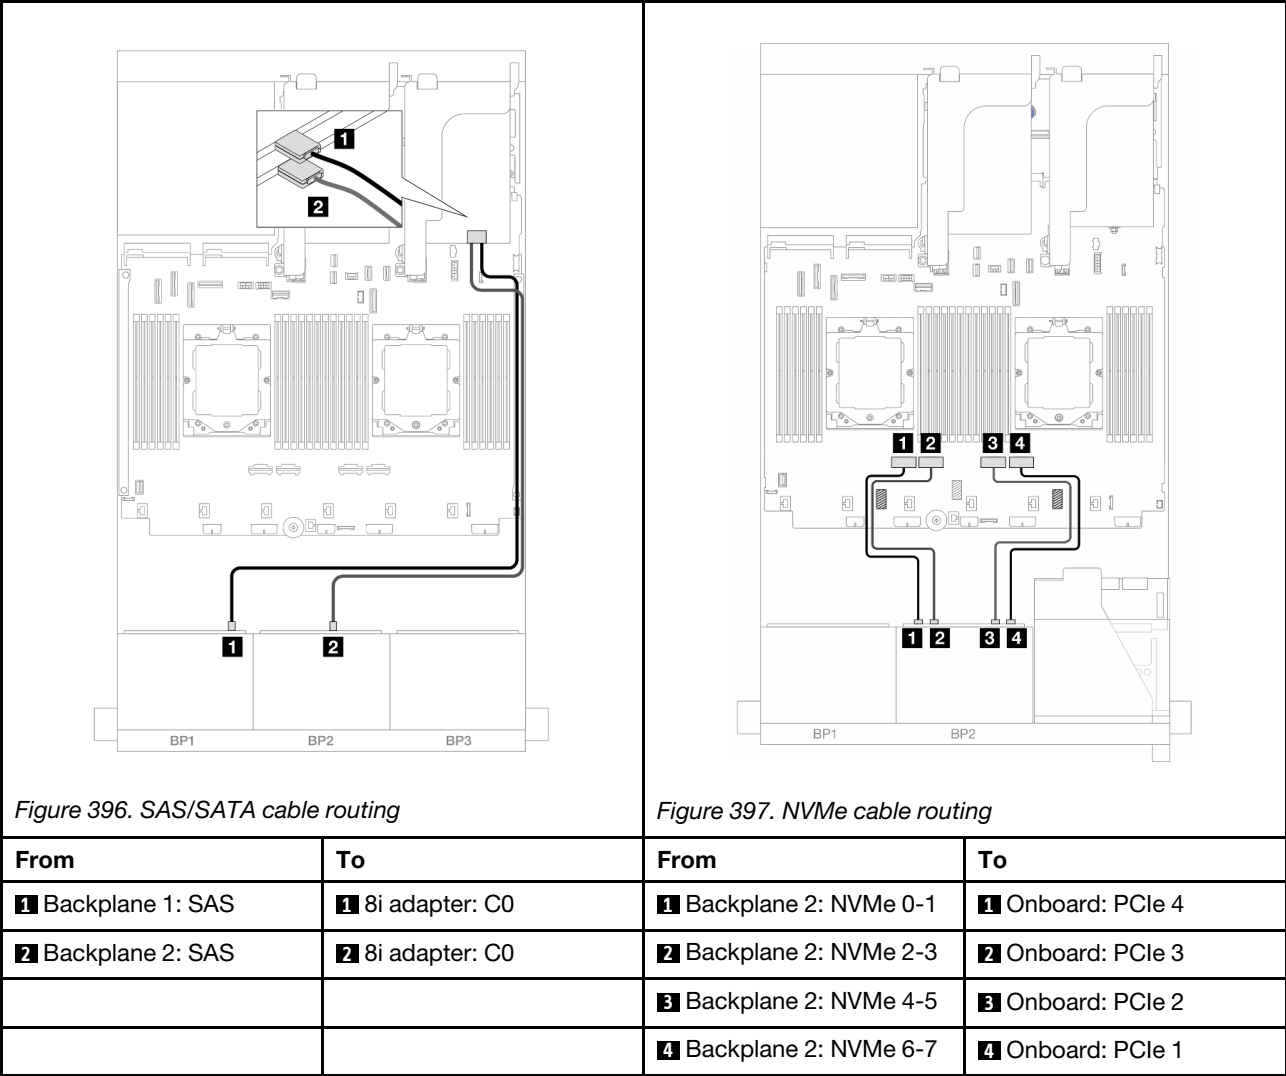 1
2
1
2
BP1
BP2
BP3
Figure 396. SAS/SATA cable routing
1 2 3 4
1 2 3 4
BP1
BP2
Figure 397. NVMe cable routing
From To From To
1 Backplane 1: SAS 1 8i adapter: C0 1 Backplane 2: NVMe 0-1 1 Onboard: PCIe 4
2 Backplane 2: SAS 2 8i adapter: C0 2 Backplane 2: NVMe 2-3 2 Onboard: PCIe 3
3 Backplane 2: NVMe 4-5 3 Onboard: PCIe 2
4 Backplane 2: NVMe 6-7 4 Onboard: PCIe 1